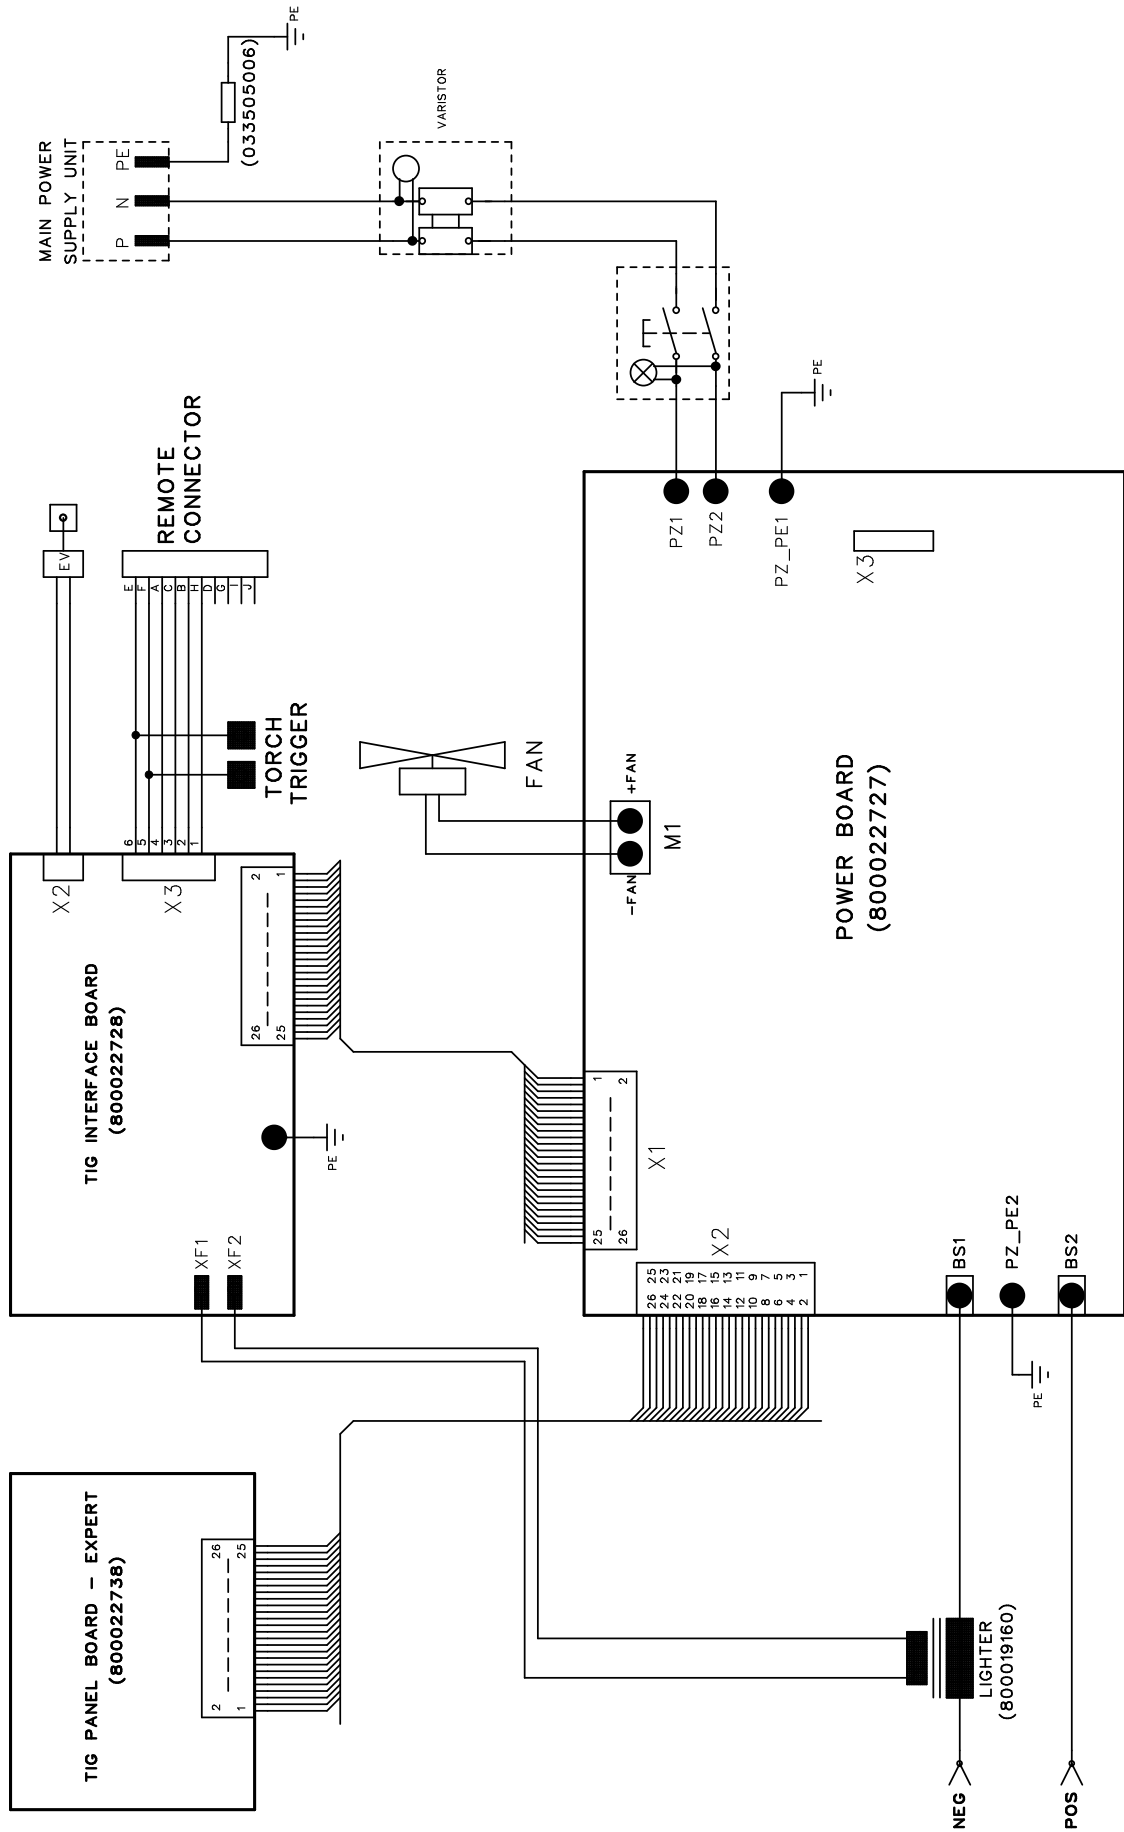 MAIN POWER
SUPPLY UNIT
P
N
PE
PE
(033505006)
VARISTOR
EV
REMOTE
CONNECTOR
E
F
A
C
B
H
D
G
I
J
TORCH
TRIGGER
6
5
4
3
2
1
X2
X3
TIG INTERFACE BOARD
(800022728)
2
1
26
25
PE
XF1
XF2
FAN
-FAN
+FAN
M1
PZ1
PZ2
PZ_PE1
PE
X3
POWER BOARD
(800022727)
1
2
25
26
X1
X2
26 25
24 23
22 21
20 19
18 17
16 15
14 13
12 11
10 9
8 7
6 5
4 3
2 1
BS1
PZ_PE2
BS2
PE
TIG PANEL BOARD – EXPERT
(800022738)
26
25
2
1
LIGHTER
(800019160)
NEG
POS